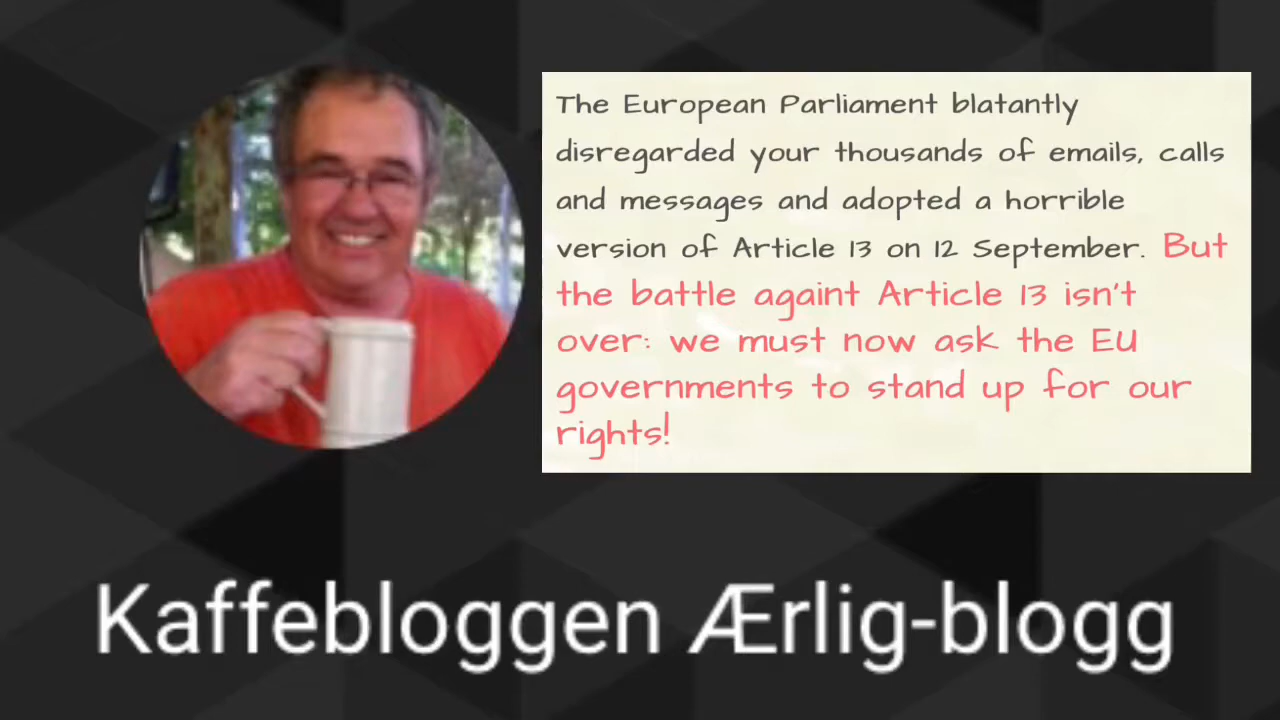 The European Parliament blatantly
disregarded your thousands of emails, calls
and messages and adopted a horrible
version of Article 13 on 12 September. But
the battle againt Article 13 isn't
over: we must now ask the EU
governments to stand up for our
rights!
Kaffebloggen Ærlig-blogg